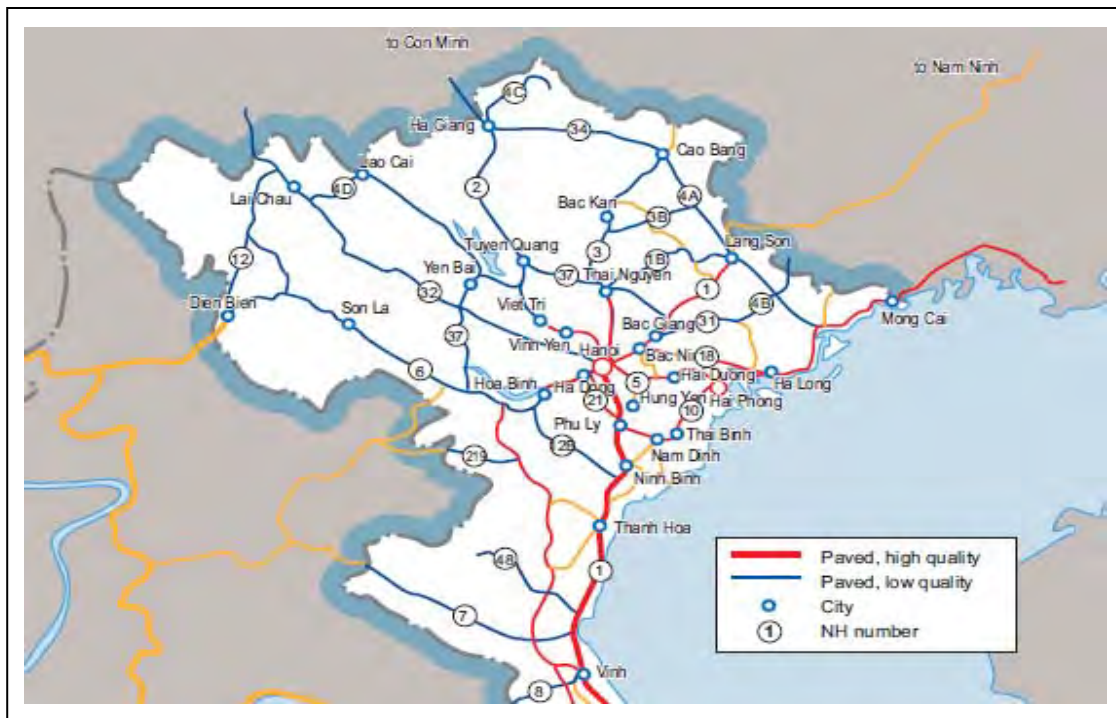 to Con Minh
to Nam Ninh
4C
Ha Giang
34
Cao Bang
Lao Cai
4D
Lai Chau
2
4A
Bac Kan
3B
Tuyen Quang
3
1B
Lang Son
12
Yen Bai
37
Thai Nguyen
1
4B
32
Dien Bien
Son La
Viet Tri
Bac Giang
31
Mong Cai
37
Vinh Yen
Hanoi
Bac Nin
18
6
Hoa Binh
Ha Dong
5
Hai Duong
Ha Long
21
Hung Yen
10
Hai Phong
Phu Ly
Thai Binh
219
12B
Nam Dinh
Ninh Binh
Thanh Hoa
48
1
7
Vinh
8
Paved, high quality
Paved, low quality
City
1 NH number